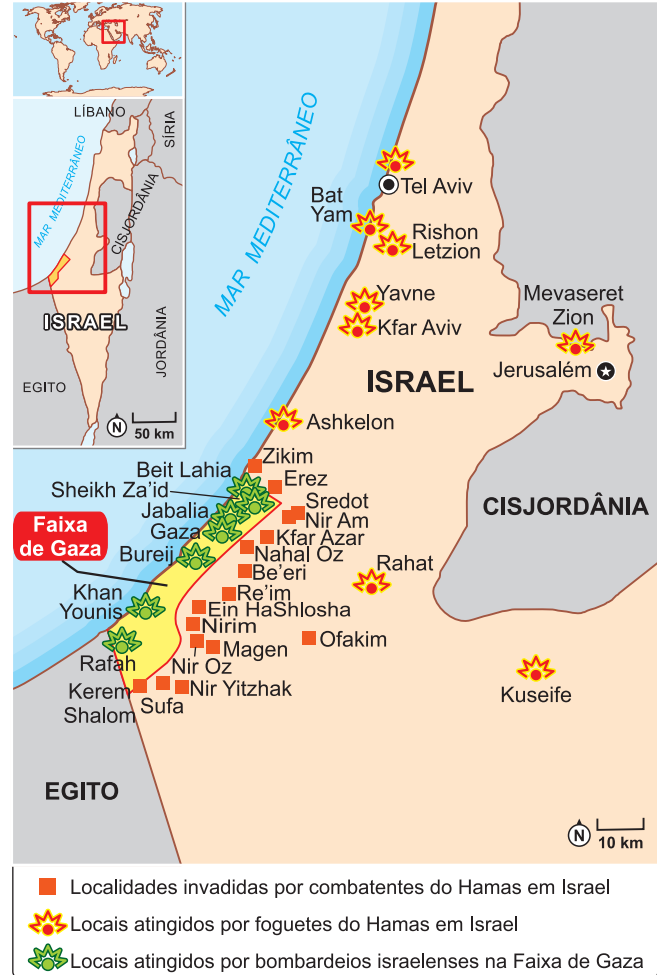 LÍBANO
SÍRIA
MAR MEDITERRÂNEO
CISJORDÂNIA
ISRAEL
JORDÂNIA
EGITO
N
50 km
MAR MEDITERRÂNEO
Tel Aviv
Bat
Yam
Rishon
Letzion
Yavne
Kfar Aviv
Mevaseret
Zion
Jerusalém
ISRAEL
Ashkelon
Zikim
Beit Lahia
Erez
Sheikh Za'id
Sredot
Jabalia
Nir Am
CISJORDÂNIA
Faixa
de Gaza
Gaza
Kfar Azar
Bureij
Nahal Oz
Be'eri
Rahat
Khan
Younis
Re'im
Ein HaShlosha
Nirim
Ofakim
Magen
Rafah
Nir Oz
Kerem
Shalom
Nir Yitzhak
Sufa
Kuseife
EGITO
N
10 km
Localidades invadidas por combatentes do Hamas em Israel
Locais atingidos por foguetes do Hamas em Israel
Locais atingidos por bombardeios israelenses na Faixa de Gaza